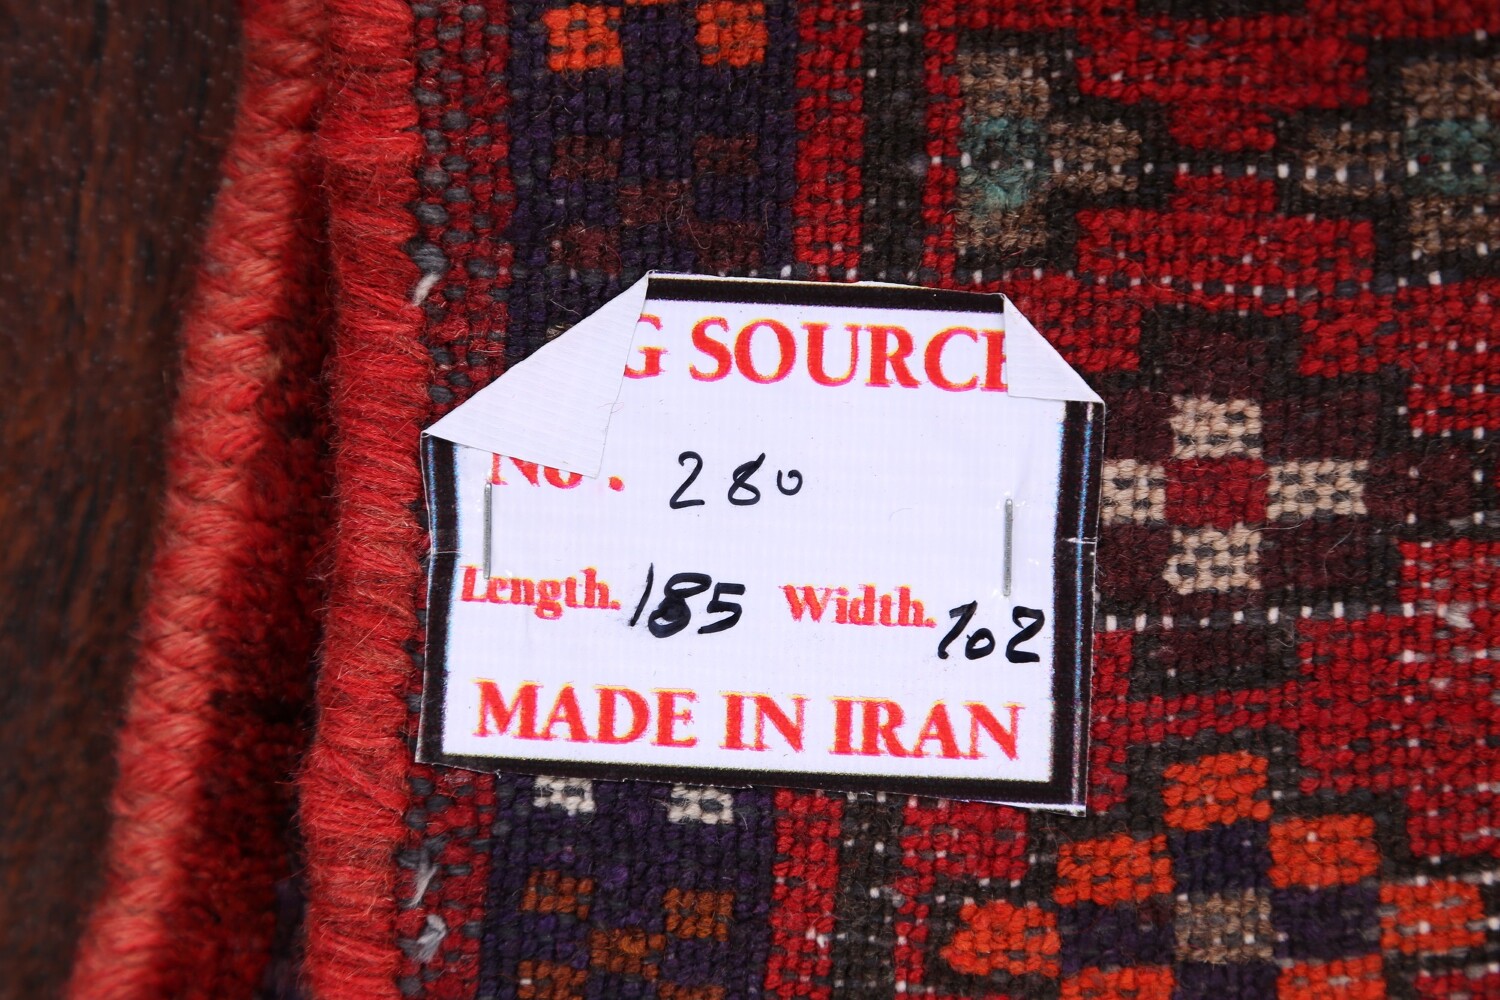 G SOURCE
No. 280
Length. 185 Width. 102
MADE IN IRAN